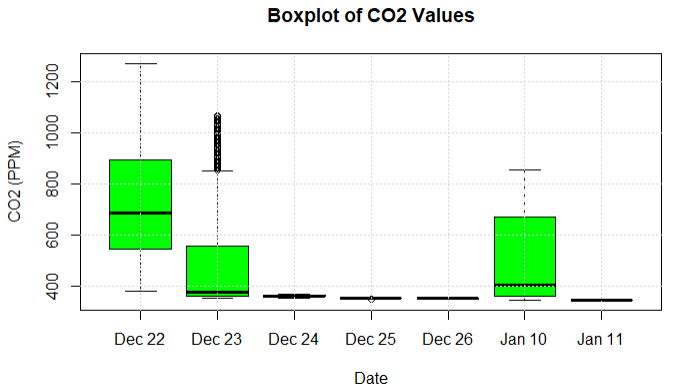 Boxplot of CO2 Values
CO2 (PPM)
1200
1000
800
600
400
Dec 22 Dec 23 Dec 24 Dec 25 Dec 26 Jan 10 Jan 11
Date